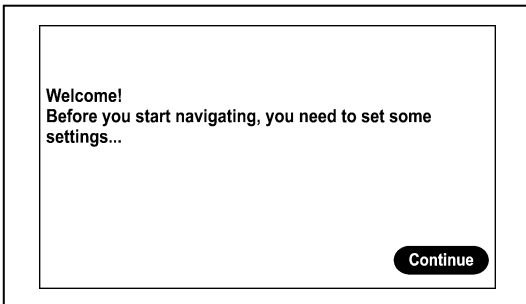 Welcome!
Before you start navigating, you need to set some
settings...
Continue